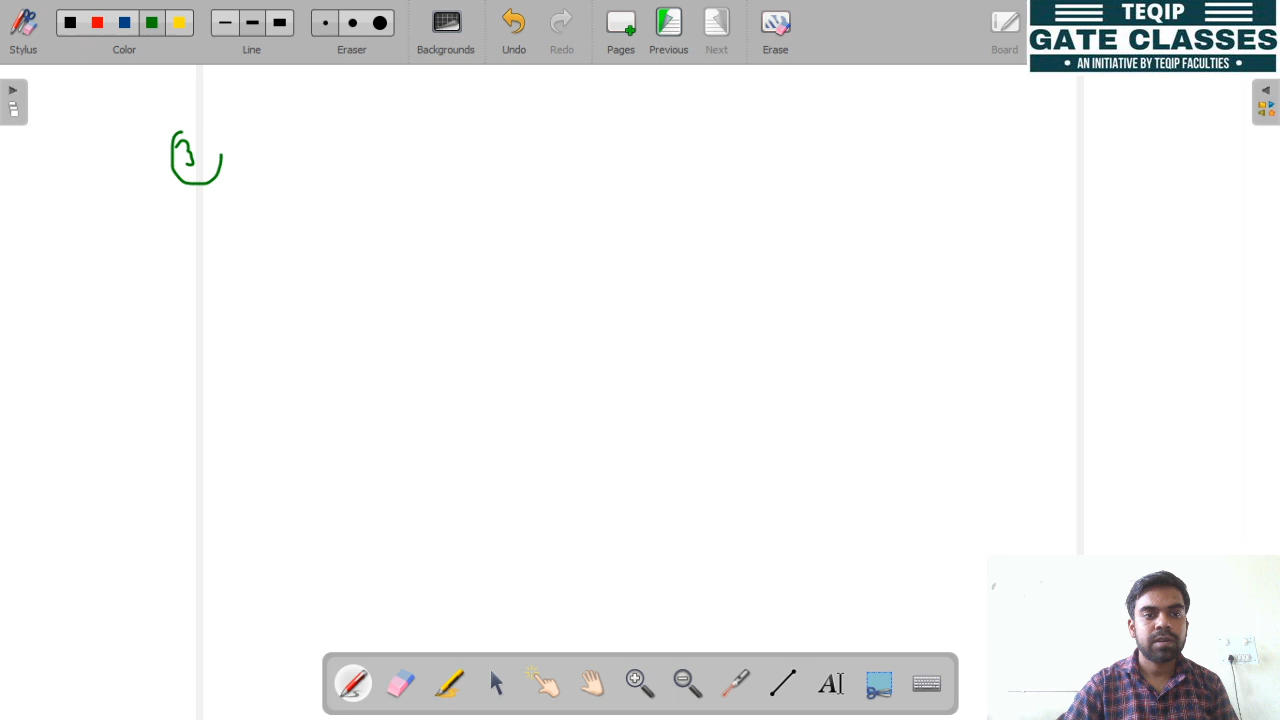 Stylus Color Line Eraser Backgrounds Undo Redo Pages Previous Next Erase Board
TEQIP
GATE CLASSES
• AN INITIATIVE BY TEQIP FACULTIES •
AI